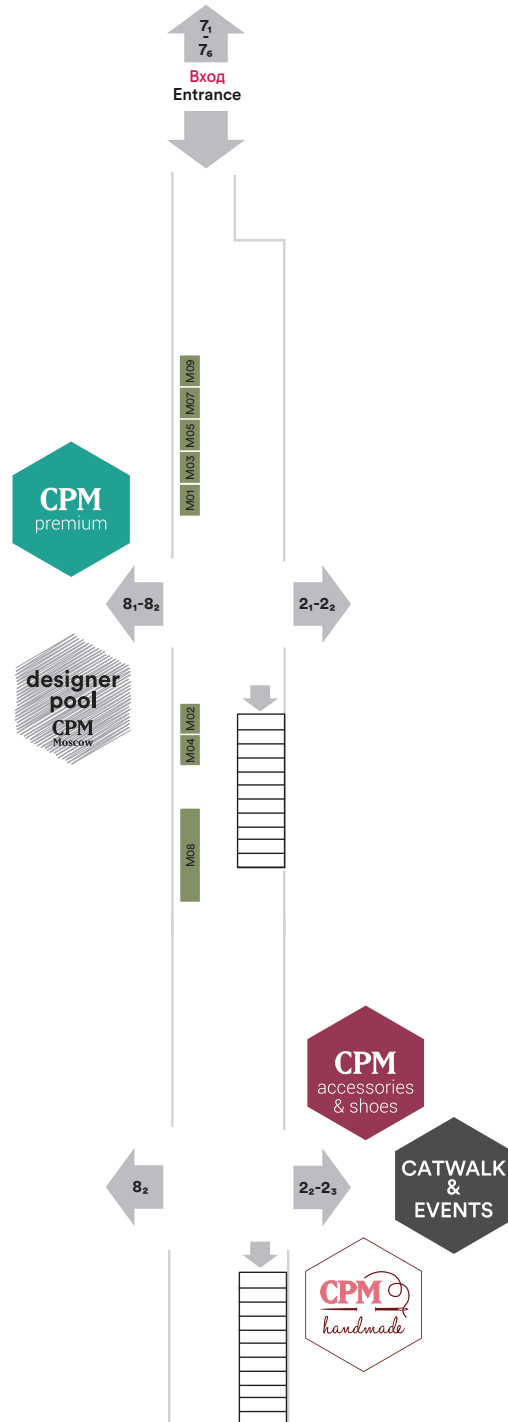 7₁
-
7₆
Вход
Entrance
M09
M07
M05
M03
M01
CPM
premium
8₁-8₂
2₁-2₂
designer
pool
CPM
Moscow
M02
M04
M08
CPM
accessories
& shoes
8₂
2₂-2₃
CATWALK
&
EVENTS
CPM
handmade